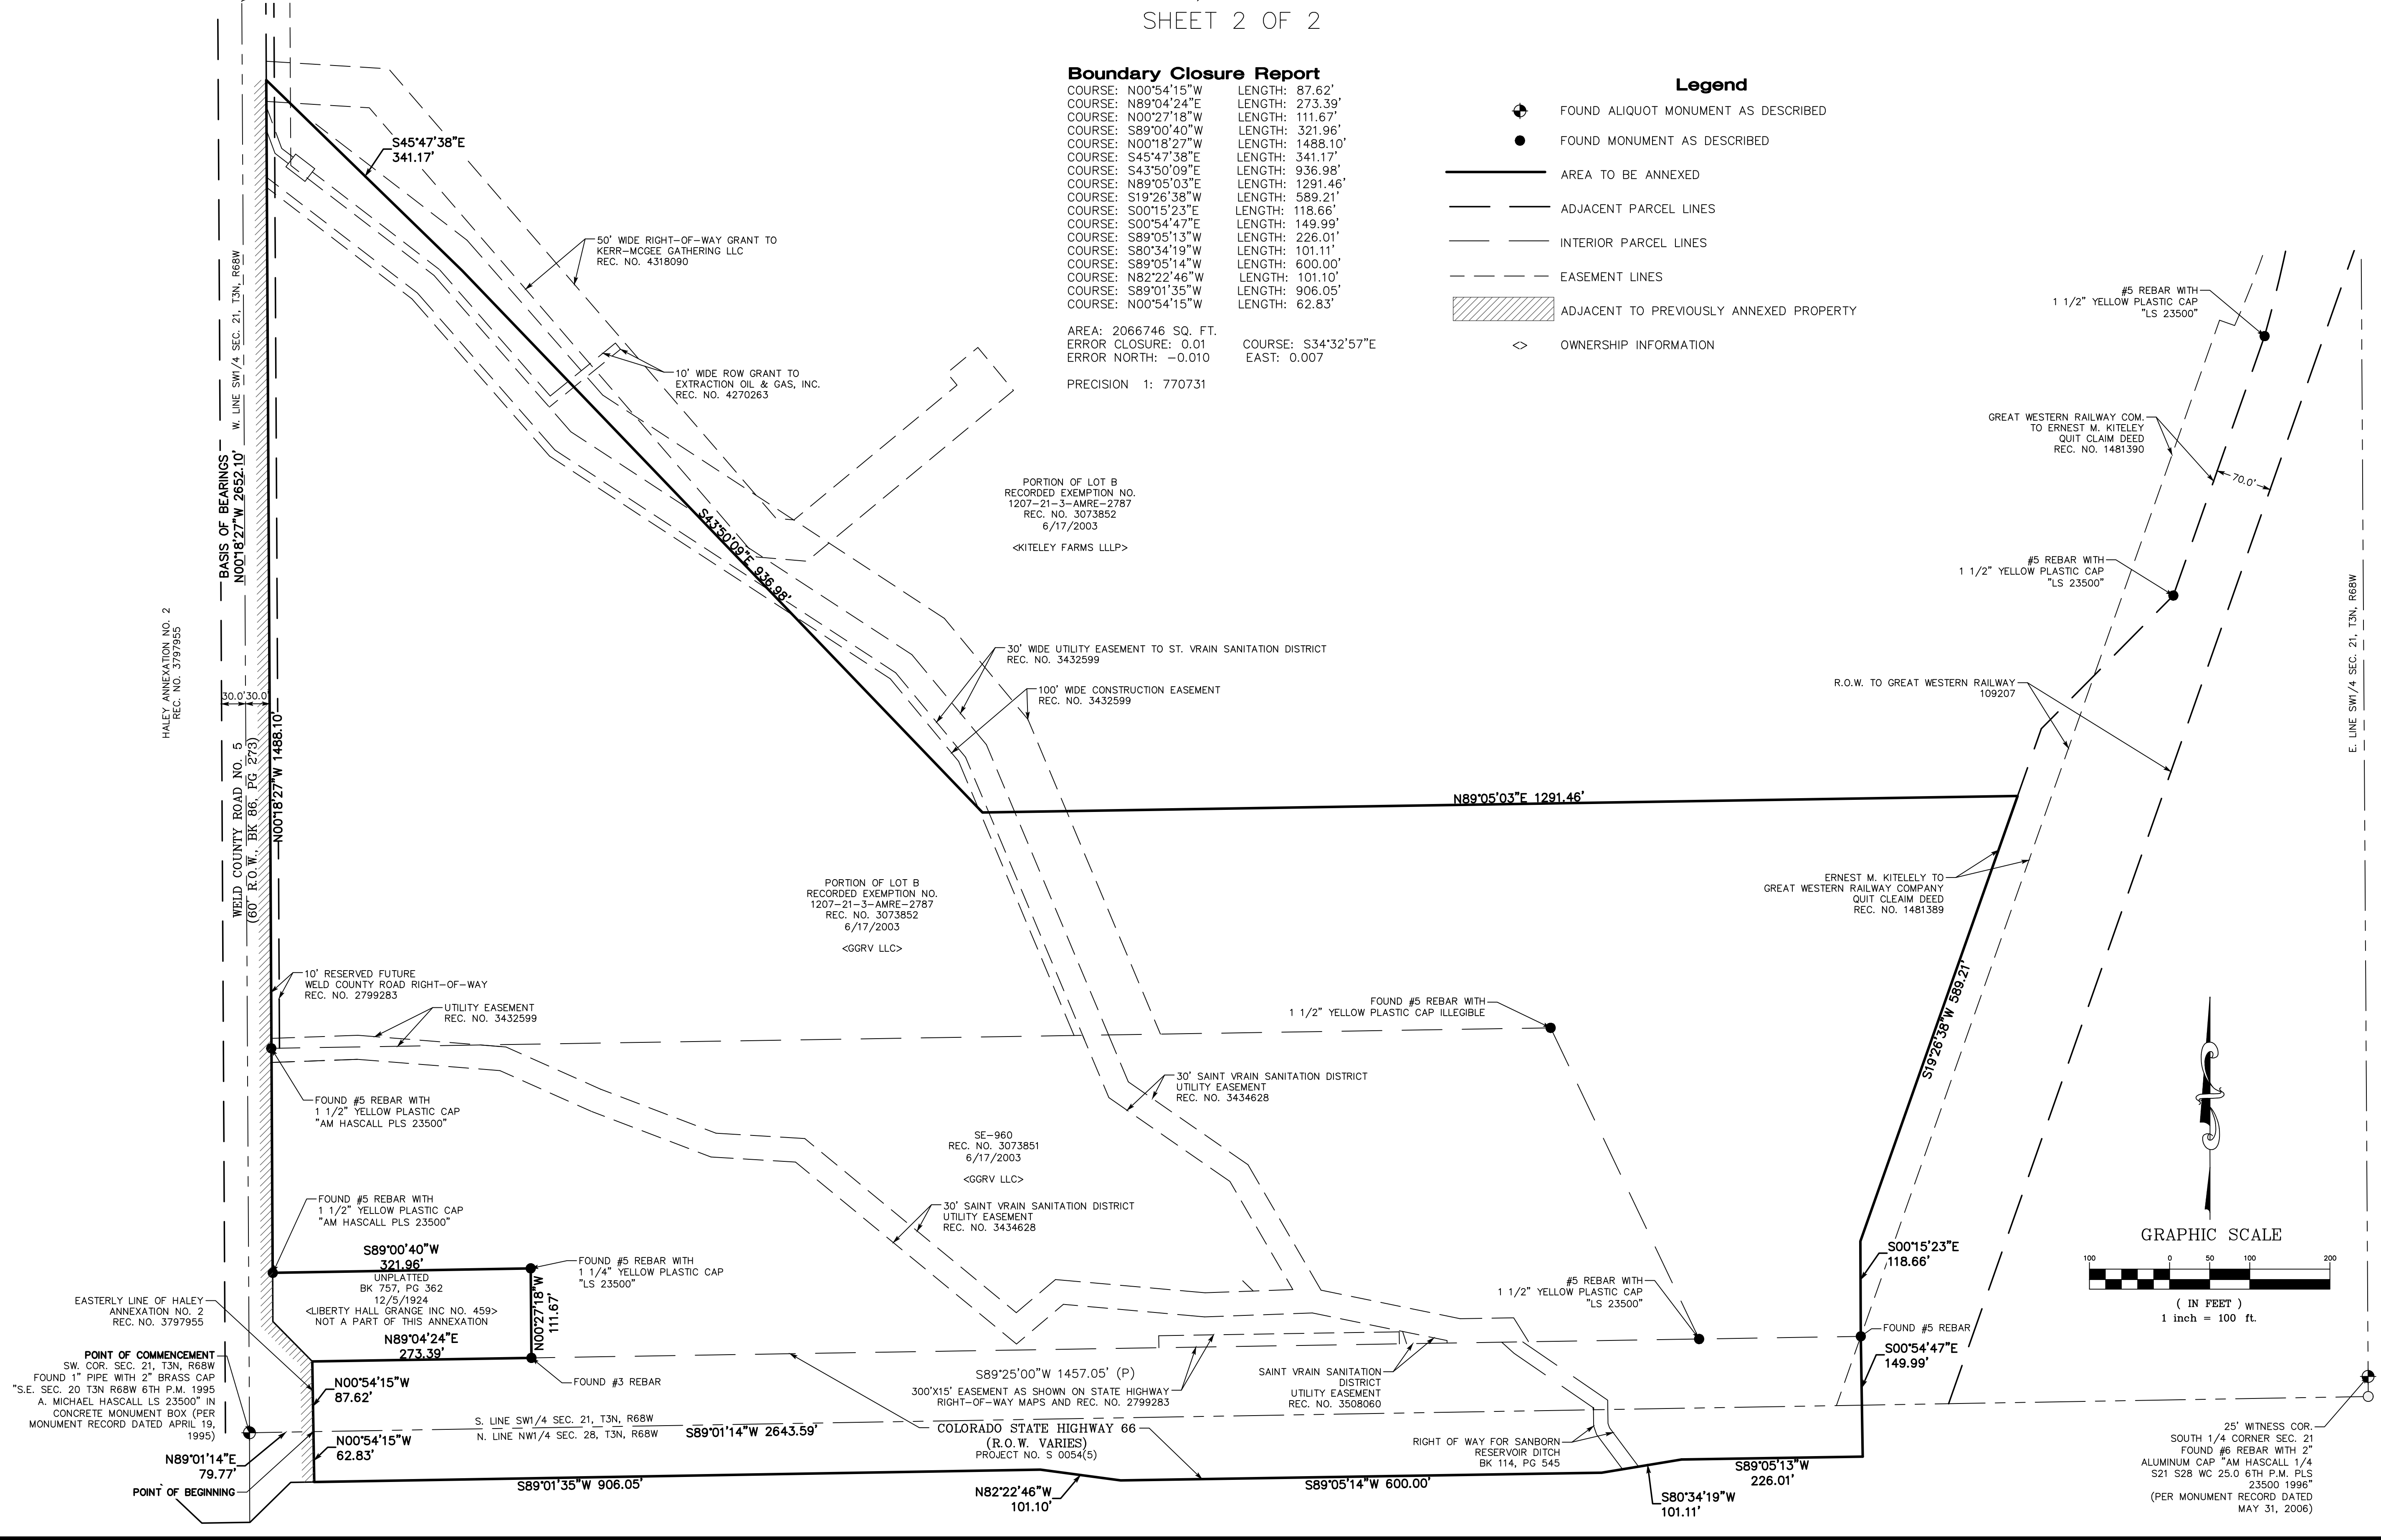 SHEET 2 OF 2
Boundary Closure Report
COURSE: N00°54'15"W LENGTH: 87.62'
COURSE: N89°04'24"E LENGTH: 273.39'
COURSE: N00°27'18"W LENGTH: 111.67'
COURSE: S89°00'40"W LENGTH: 321.96'
COURSE: N00°18'27"W LENGTH: 1488.10'
COURSE: S45°47'38"E LENGTH: 341.17'
COURSE: S43°50'09"E LENGTH: 936.98'
COURSE: N89°05'03"E LENGTH: 1291.46'
COURSE: S19°26'38"W LENGTH: 589.21'
COURSE: S00°15'23"E LENGTH: 118.66'
COURSE: S00°54'47"E LENGTH: 149.99'
COURSE: S89°05'13"W LENGTH: 226.01'
COURSE: S80°34'19"W LENGTH: 101.11'
COURSE: S89°05'14"W LENGTH: 600.00'
COURSE: N82°22'46"W LENGTH: 101.10'
COURSE: S89°01'35"W LENGTH: 906.05'
COURSE: N00°54'15"W LENGTH: 62.83'
AREA: 2066746 SQ. FT.
ERROR CLOSURE: 0.01 COURSE: S34°32'57"E
ERROR NORTH: -0.010 EAST: 0.007
PRECISION 1: 770731
Legend
FOUND ALIQUOT MONUMENT AS DESCRIBED
FOUND MONUMENT AS DESCRIBED
AREA TO BE ANNEXED
ADJACENT PARCEL LINES
INTERIOR PARCEL LINES
EASEMENT LINES
ADJACENT TO PREVIOUSLY ANNEXED PROPERTY
<> OWNERSHIP INFORMATION
S45°47'38"E
341.17'
50' WIDE RIGHT-OF-WAY GRANT TO
KERR-MCGEE GATHERING LLC
REC. NO. 4318090
10' WIDE ROW GRANT TO
EXTRACTION OIL & GAS, INC.
REC. NO. 4270263
W. LINE SW1/4 SEC. 21, T3N, R68W
BASIS OF BEARINGS
N00°18'27"W 2652.10'
HALEY ANNEXATION NO. 2
REC. NO. 3797955
30.0'
30.0'
WELD COUNTY ROAD NO. 5
(60' R.O.W., BK 86, PG 273)
N00°18'27"W 1488.10'
S43°50'09"E 936.98'
PORTION OF LOT B
RECORDED EXEMPTION NO.
1207-21-3-AMRE-2787
REC. NO. 3073852
6/17/2003
<KITELEY FARMS LLLP>
30' WIDE UTILITY EASEMENT TO ST. VRAIN SANITATION DISTRICT
REC. NO. 3432599
100' WIDE CONSTRUCTION EASEMENT
REC. NO. 3432599
#5 REBAR WITH
1 1/2" YELLOW PLASTIC CAP
"LS 23500"
GREAT WESTERN RAILWAY COM.
TO ERNEST M. KITELEY
QUIT CLAIM DEED
REC. NO. 1481390
70.0'
#5 REBAR WITH
1 1/2" YELLOW PLASTIC CAP
"LS 23500"
R.O.W. TO GREAT WESTERN RAILWAY
109207
E. LINE SW1/4 SEC. 21, T3N, R68W
N89°05'03"E 1291.46'
ERNEST M. KITELELY TO
GREAT WESTERN RAILWAY COMPANY
QUIT CLEAIM DEED
REC. NO. 1481389
S19°26'38"W 589.21'
PORTION OF LOT B
RECORDED EXEMPTION NO.
1207-21-3-AMRE-2787
REC. NO. 3073852
6/17/2003
<GGRV LLC>
10' RESERVED FUTURE
WELD COUNTY ROAD RIGHT-OF-WAY
REC. NO. 2799283
UTILITY EASEMENT
REC. NO. 3432599
FOUND #5 REBAR WITH
1 1/2" YELLOW PLASTIC CAP ILLEGIBLE
FOUND #5 REBAR WITH
1 1/2" YELLOW PLASTIC CAP
"AM HASCALL PLS 23500"
30' SAINT VRAIN SANITATION DISTRICT
UTILITY EASEMENT
REC. NO. 3434628
SE-960
REC. NO. 3073851
6/17/2003
<GGRV LLC>
30' SAINT VRAIN SANITATION DISTRICT
UTILITY EASEMENT
REC. NO. 3434628
FOUND #5 REBAR WITH
1 1/2" YELLOW PLASTIC CAP
"AM HASCALL PLS 23500"
S89°00'40"W
321.96'
UNPLATTED
BK 757, PG 362
12/5/1924
<LIBERTY HALL GRANGE INC NO. 459>
NOT A PART OF THIS ANNEXATION
N89°04'24"E
273.39'
N00°27'18"W
111.67'
FOUND #5 REBAR WITH
1 1/4" YELLOW PLASTIC CAP
"LS 23500"
FOUND #3 REBAR
EASTERLY LINE OF HALEY
ANNEXATION NO. 2
REC. NO. 3797955
POINT OF COMMENCEMENT
SW. COR. SEC. 21, T3N, R68W
FOUND 1" PIPE WITH 2" BRASS CAP
"S.E. SEC. 20 T3N R68W 6TH P.M. 1995
A. MICHAEL HASCALL LS 23500" IN
CONCRETE MONUMENT BOX (PER
MONUMENT RECORD DATED APRIL 19,
1995)
N89°01'14"E
79.77'
POINT OF BEGINNING
N00°54'15"W
87.62'
N00°54'15"W
62.83'
S. LINE SW1/4 SEC. 21, T3N, R68W
N. LINE NW1/4 SEC. 28, T3N, R68W
S89°01'14"W 2643.59'
S89°01'35"W 906.05'
COLORADO STATE HIGHWAY 66
(R.O.W. VARIES)
PROJECT NO. S 0054(5)
S89°25'00"W 1457.05' (P)
300'X15' EASEMENT AS SHOWN ON STATE HIGHWAY
RIGHT-OF-WAY MAPS AND REC. NO. 2799283
N82°22'46"W
101.10'
SAINT VRAIN SANITATION
DISTRICT
UTILITY EASEMENT
REC. NO. 3508060
RIGHT OF WAY FOR SANBORN
RESERVOIR DITCH
BK 114, PG 545
S89°05'14"W 600.00'
#5 REBAR WITH
1 1/2" YELLOW PLASTIC CAP
"LS 23500"
S00°15'23"E
118.66'
FOUND #5 REBAR
S00°54'47"E
149.99'
S89°05'13"W
226.01'
S80°34'19"W
101.11'
GRAPHIC SCALE
100 0 50 100 200
( IN FEET )
1 inch = 100 ft.
25' WITNESS COR.
SOUTH 1/4 CORNER SEC. 21
FOUND #6 REBAR WITH 2"
ALUMINUM CAP "AM HASCALL 1/4
S21 S28 WC 25.0 6TH P.M. PLS
23500 1996"
(PER MONUMENT RECORD DATED
MAY 31, 2006)